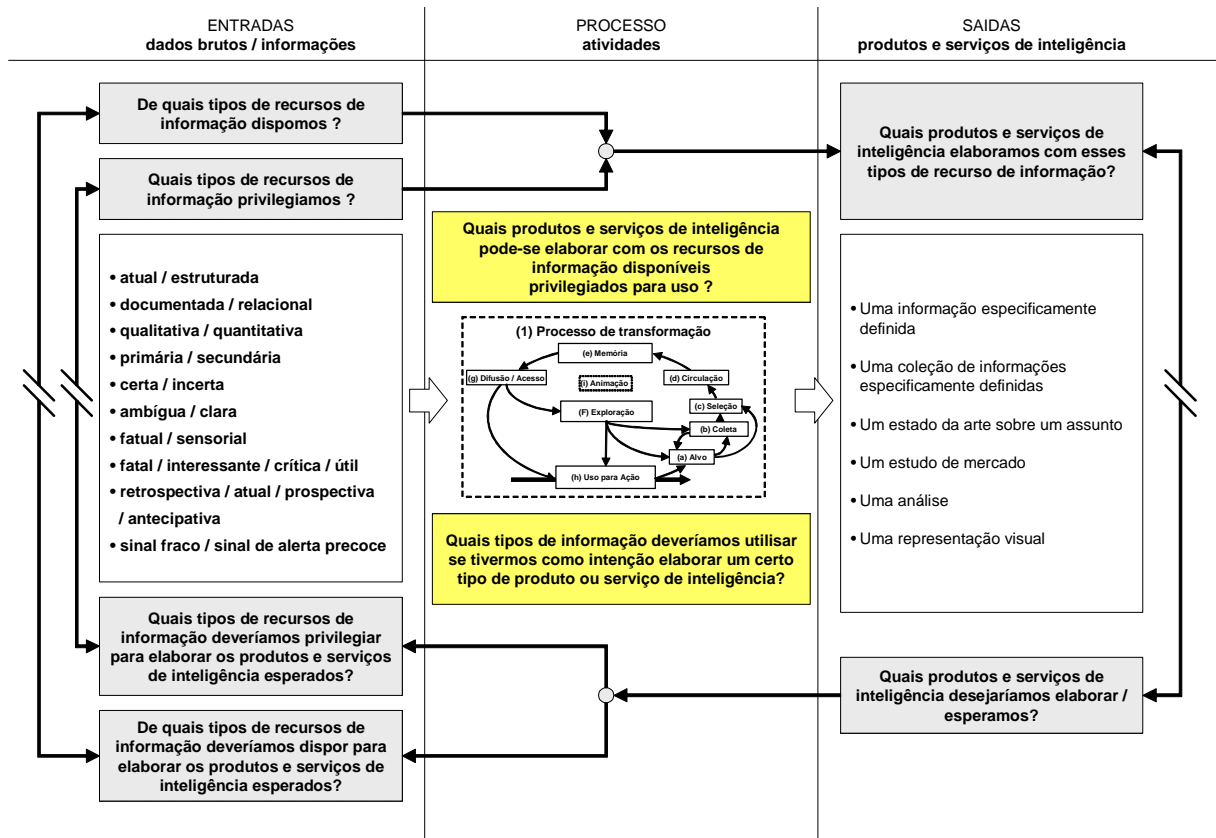 ENTRADAS
dados brutos / informações
PROCESSO
atividades
SAIDAS
produtos e serviços de inteligência
De quais tipos de recursos de
informação dispomos ?
Quais tipos de recursos de
informação privilegiamos ?
• atual / estruturada
• documentada / relacional
• qualitativa / quantitativa
• primária / secundária
• certa / incerta
• ambígua / clara
• fatual / sensorial
• fatal / interessante / crítica / útil
• retrospectiva / atual / prospectiva
/ antecipativa
• sinal fraco / sinal de alerta precoce
Quais tipos de recursos de
informação deveríamos privilegiar
para elaborar os produtos e serviços
de inteligência esperados?
De quais tipos de recursos de
informação deveríamos dispor para
elaborar os produtos e serviços de
inteligência esperados?
Quais produtos e serviços de inteligência
pode-se elaborar com os recursos de
informação disponíveis
privilegiados para uso ?
(1) Processo de transformação
(e) Memória
(g) Difusão / Acesso
(i) Animação
(d) Circulação
(c) Seleção
(F) Exploração
(b) Coleta
(a) Alvo
(h) Uso para Ação
Quais tipos de informação deveríamos utilisar
se tivermos como intenção elaborar um certo
tipo de produto ou serviço de inteligência?
Quais produtos e serviços de
inteligência elaboramos com esses
tipos de recurso de informação?
• Uma informação especificamente
definida
• Uma coleção de informações
especificamente definidas
• Um estado da arte sobre um assunto
• Um estudo de mercado
• Uma análise
• Uma representação visual
Quais produtos e serviços de
inteligência desejaríamos elaborar /
esperamos?